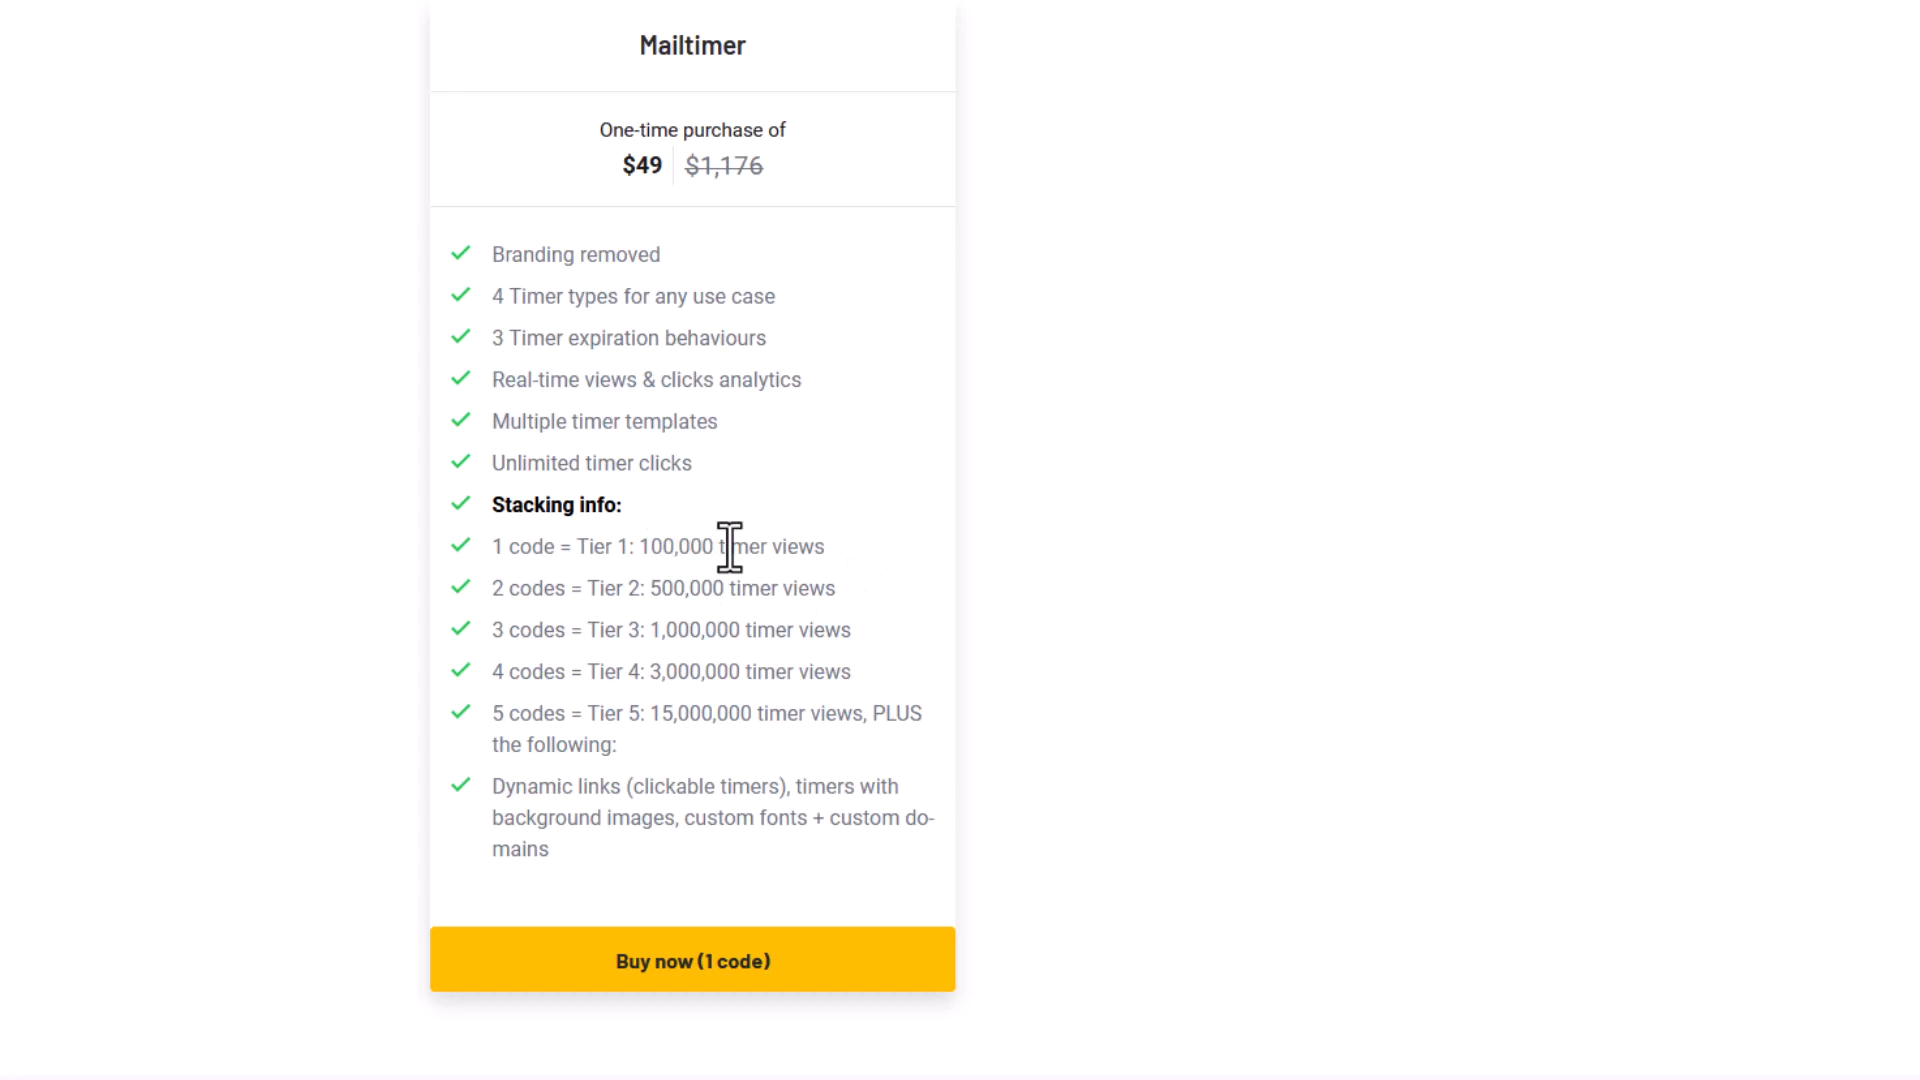 Mailtimer
One-time purchase of
$49 $1,176
Branding removed
4 Timer types for any use case
3 Timer expiration behaviours
Real-time views & clicks analytics
Multiple timer templates
Unlimited timer clicks
Stacking info:
1 code = Tier 1: 100,000 timer views
2 codes = Tier 2: 500,000 timer views
3 codes = Tier 3: 1,000,000 timer views
4 codes = Tier 4: 3,000,000 timer views
5 codes = Tier 5: 15,000,000 timer views, PLUS
the following:
Dynamic links (clickable timers), timers with
background images, custom fonts + custom do-
mains
Buy now (1 code)